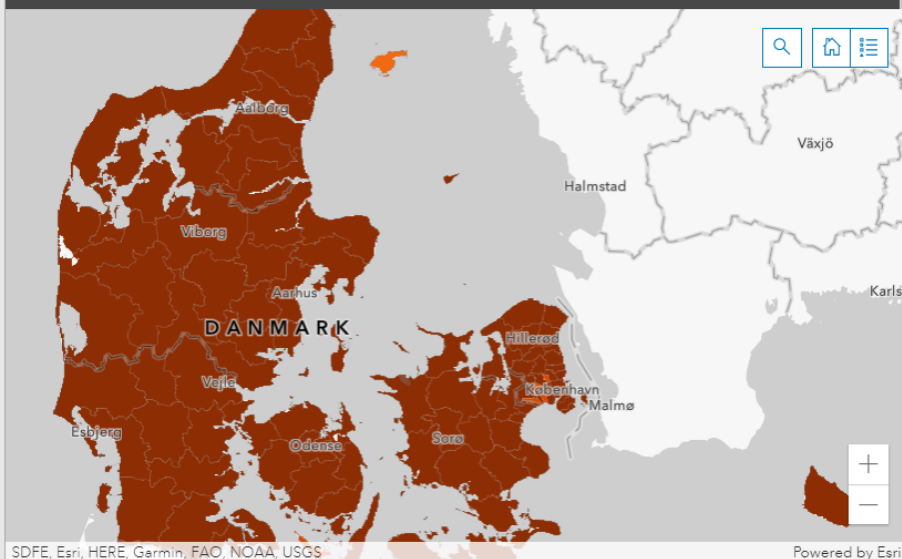 Aalborg
Växjö
Halmstad
Viborg
Karls
Aarhus
DANMARK
Hillerød
Vejle
København
Malmø
Esbjerg
Odense
Sorø
SDFE, Esri, HERE, Garmin, FAO, NOAA, USGS
Powered by Esri